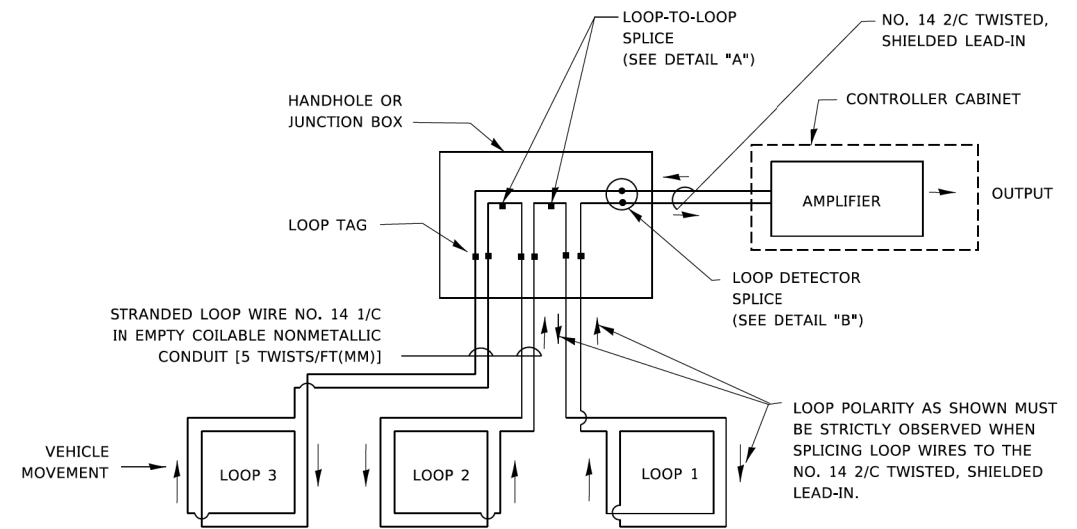 LOOP-TO-LOOP
SPLICE
(SEE DETAIL "A")
NO. 14 2/C TWISTED,
SHIELDED LEAD-IN
HANDHOLE OR
JUNCTION BOX
CONTROLLER CABINET
AMPLIFIER
OUTPUT
LOOP TAG
LOOP DETECTOR
SPLICE
(SEE DETAIL "B")
STRANDED LOOP WIRE NO. 14 1/C
IN EMPTY COILABLE NONMETALLIC
CONDUIT [5 TWISTS/FT(MM)]
LOOP POLARITY AS SHOWN MUST
BE STRICTLY OBSERVED WHEN
SPLICING LOOP WIRES TO THE
NO. 14 2/C TWISTED, SHIELDED
LEAD-IN.
VEHICLE
MOVEMENT
LOOP 3
LOOP 2
LOOP 1